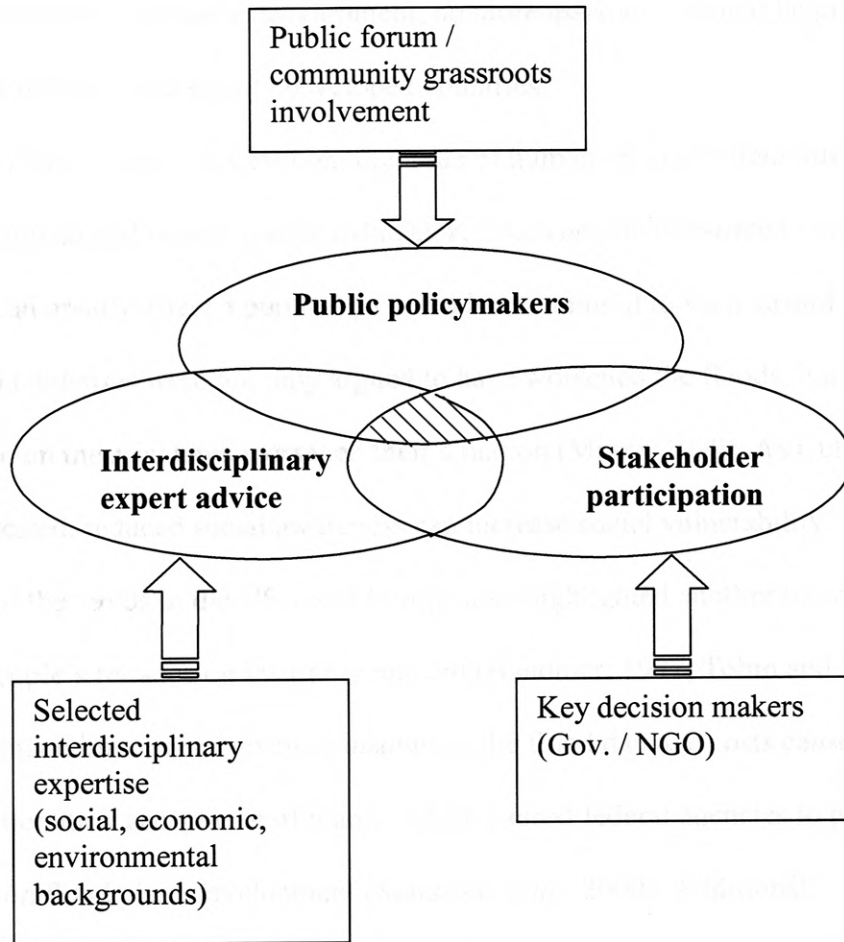 Public forum /
community grassroots
involvement
Public policymakers
Interdisciplinary
expert advice
Stakeholder
participation
Selected
interdisciplinary
expertise
(social, economic,
environmental
backgrounds)
Key decision makers
(Gov. / NGO)